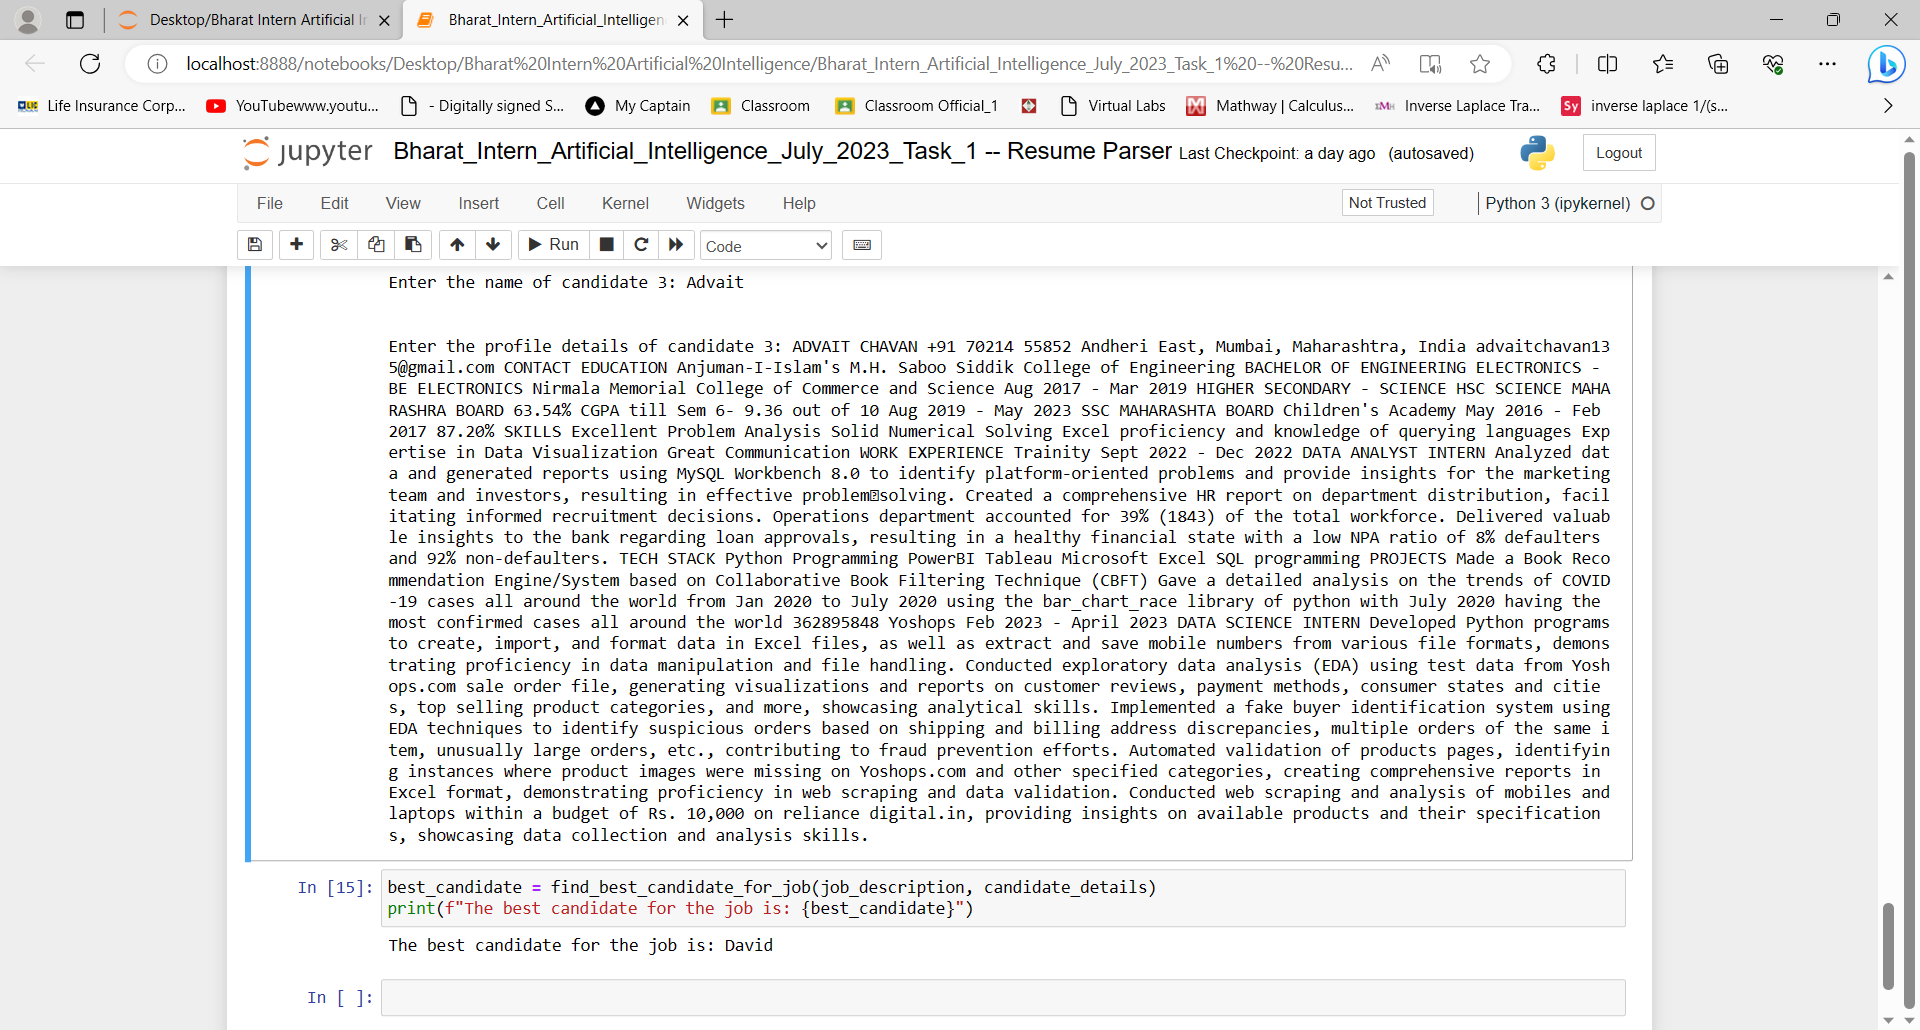 Desktop/Bharat Intern Artificial Ir
Bharat_Intern_Artificial_Intelligen
localhost:8888/notebooks/Desktop/Bharat%20Intern%20Artificial%20Intelligence/Bharat_Intern_Artificial_Intelligence_July_2023_Task_1%20--%20Resu...
Life Insurance Corp...
YouTubewww.youtu...
- Digitally signed S...
My Captain
Classroom
Classroom Official_1
Virtual Labs
Mathway | Calculus...
Inverse Laplace Tra...
Sy
inverse laplace 1/(s...
jupyter
Bharat_Intern_Artificial_Intelligence_July_2023_Task_1 -- Resume Parser Last Checkpoint: a day ago (autosaved)
Logout
File Edit View Insert Cell Kernel Widgets Help
Not Trusted
Python 3 (ipykernel)
Run
Code
Enter the name of candidate 3: Advait
Enter the profile details of candidate 3: ADVAIT CHAVAN +91 70214 55852 Andheri East, Mumbai, Maharashtra, India advaitchavan13
5@gmail.com CONTACT EDUCATION Anjuman-I-Islam's M.H. Saboo Siddik College of Engineering BACHELOR OF ENGINEERING ELECTRONICS -
BE ELECTRONICS Nirmala Memorial College of Commerce and Science Aug 2017 - Mar 2019 HIGHER SECONDARY - SCIENCE HSC SCIENCE MAHA
RASHRA BOARD 63.54% CGPA till Sem 6- 9.36 out of 10 Aug 2019 - May 2023 SSC MAHARASHTA BOARD Children's Academy May 2016 - Feb
2017 87.20% SKILLS Excellent Problem Analysis Solid Numerical Solving Excel proficiency and knowledge of querying languages Exp
ertise in Data Visualization Great Communication WORK EXPERIENCE Trainity Sept 2022 - Dec 2022 DATA ANALYST INTERN Analyzed dat
a and generated reports using MySQL Workbench 8.0 to identify platform-oriented problems and provide insights for the marketing
team and investors, resulting in effective problem solving. Created a comprehensive HR report on department distribution, facil
itating informed recruitment decisions. Operations department accounted for 39% (1843) of the total workforce. Delivered valuab
le insights to the bank regarding loan approvals, resulting in a healthy financial state with a low NPA ratio of 8% defaulters
and 92% non-defaulters. TECH STACK Python Programming PowerBI Tableau Microsoft Excel SQL programming PROJECTS Made a Book Reco
mmendation Engine/System based on Collaborative Book Filtering Technique (CBFT) Gave a detailed analysis on the trends of COVID
-19 cases all around the world from Jan 2020 to July 2020 using the bar_chart_race library of python with July 2020 having the
most confirmed cases all around the world 362895848 Yoshops Feb 2023 - April 2023 DATA SCIENCE INTERN Developed Python programs
to create, import, and format data in Excel files, as well as extract and save mobile numbers from various file formats, demons
trating proficiency in data manipulation and file handling. Conducted exploratory data analysis (EDA) using test data from Yosh
ops.com sale order file, generating visualizations and reports on customer reviews, payment methods, consumer states and citie
s, top selling product categories, and more, showcasing analytical skills. Implemented a fake buyer identification system using
EDA techniques to identify suspicious orders based on shipping and billing address discrepancies, multiple orders of the same i
tem, unusually large orders, etc., contributing to fraud prevention efforts. Automated validation of products pages, identifyin
g instances where product images were missing on Yoshops.com and other specified categories, creating comprehensive reports in
Excel format, demonstrating proficiency in web scraping and data validation. Conducted web scraping and analysis of mobiles and
laptops within a budget of Rs. 10,000 on reliance digital.in, providing insights on available products and their specification
s, showcasing data collection and analysis skills.
In [15]: best_candidate = find_best_candidate_for_job(job_description, candidate_details)
print(f"The best candidate for the job is: {best_candidate}")
The best candidate for the job is: David
In [ ]: